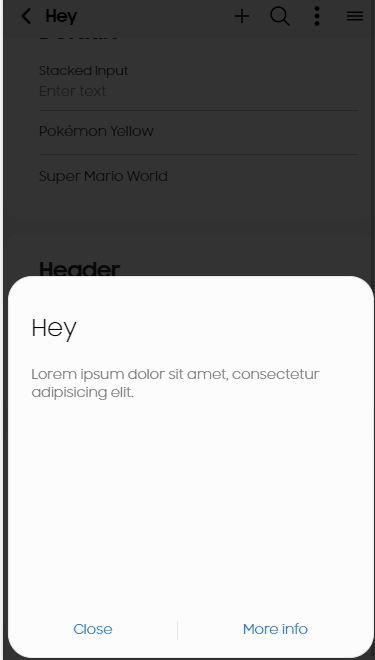 Hey
Stacked Input
Enter text
Pokémon Yellow
Super Mario World
Header
Hey
Lorem ipsum dolor sit amet, consectetur
adipisicing elit.
Close
More info